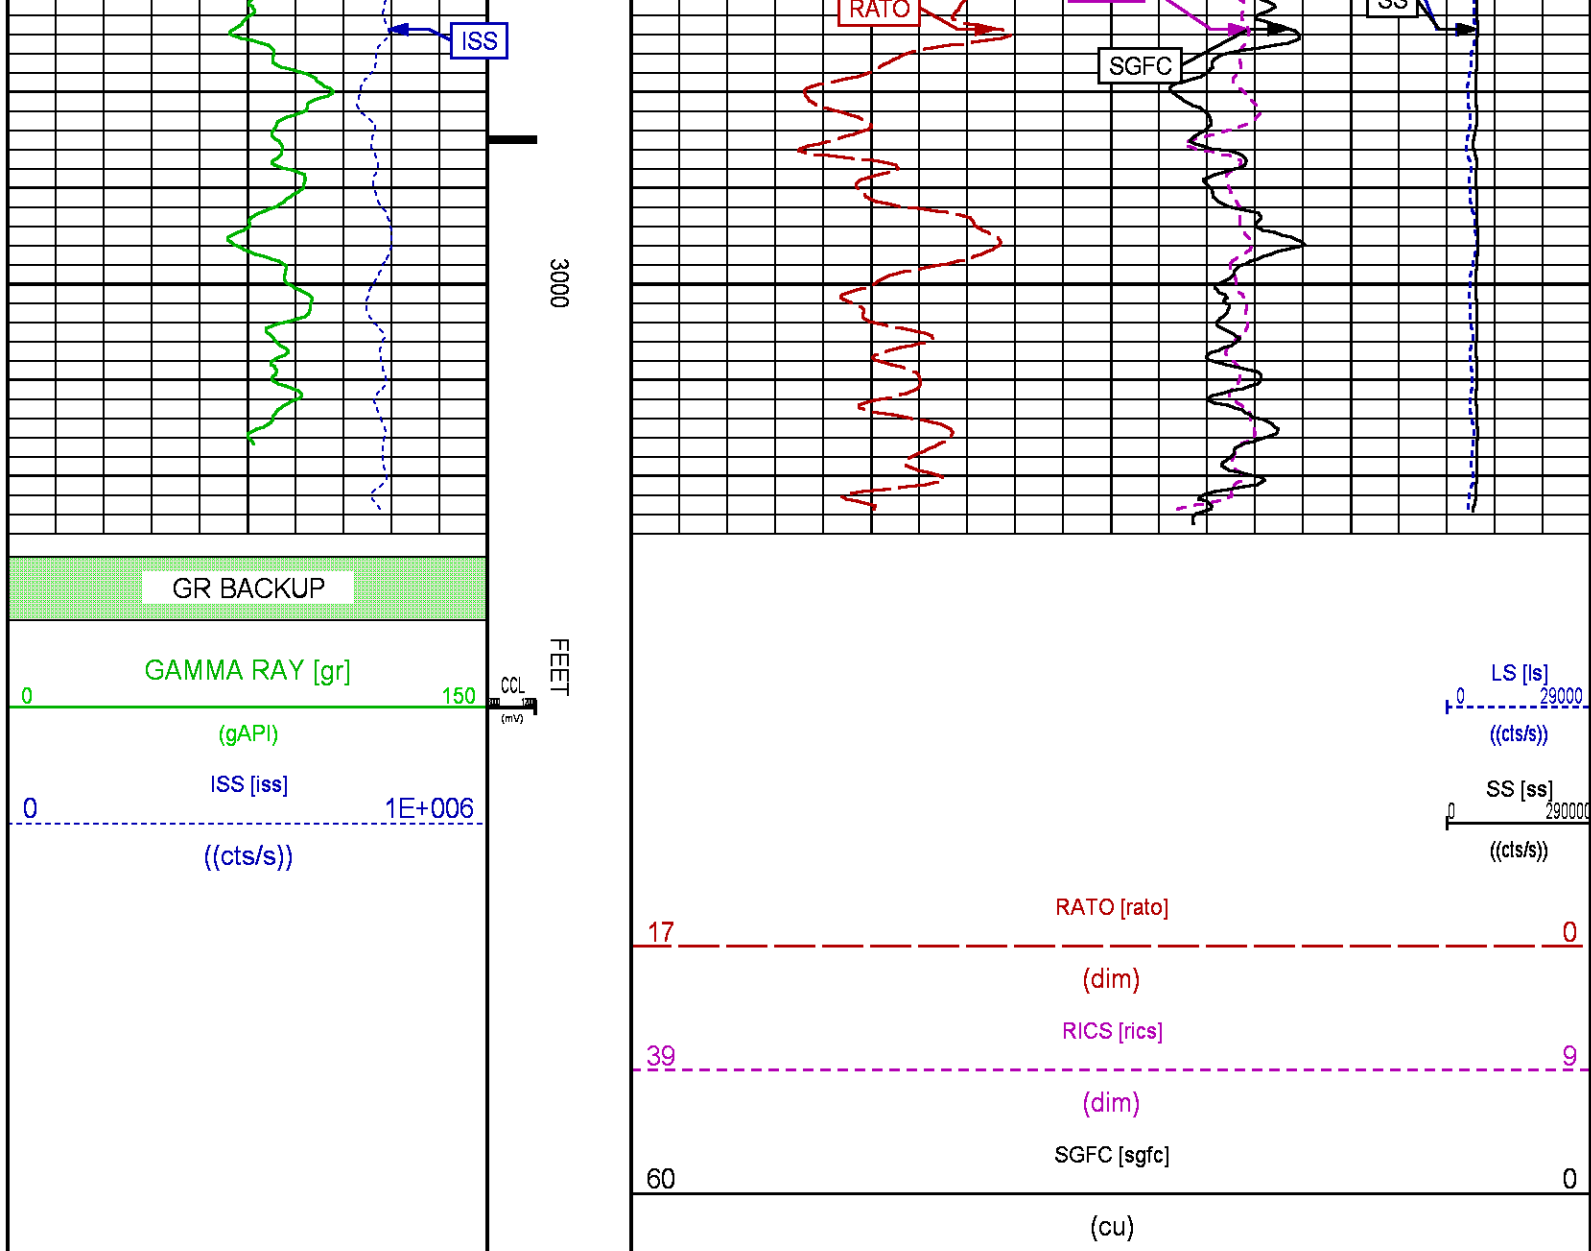 RATO
SS
ISS
SGFC
3000
GR BACKUP
FEET
GAMMA RAY [gr]
0 150
(gAPI)
CCL
(mV)
LS [ls]
0 29000
((cts/s))
ISS [iss]
0 1E+006
((cts/s))
SS [ss]
0 290000
((cts/s))
RATO [rato]
17 0
(dim)
RICS [rics]
39 9
(dim)
SGFC [sgfc]
60 0
(cu)